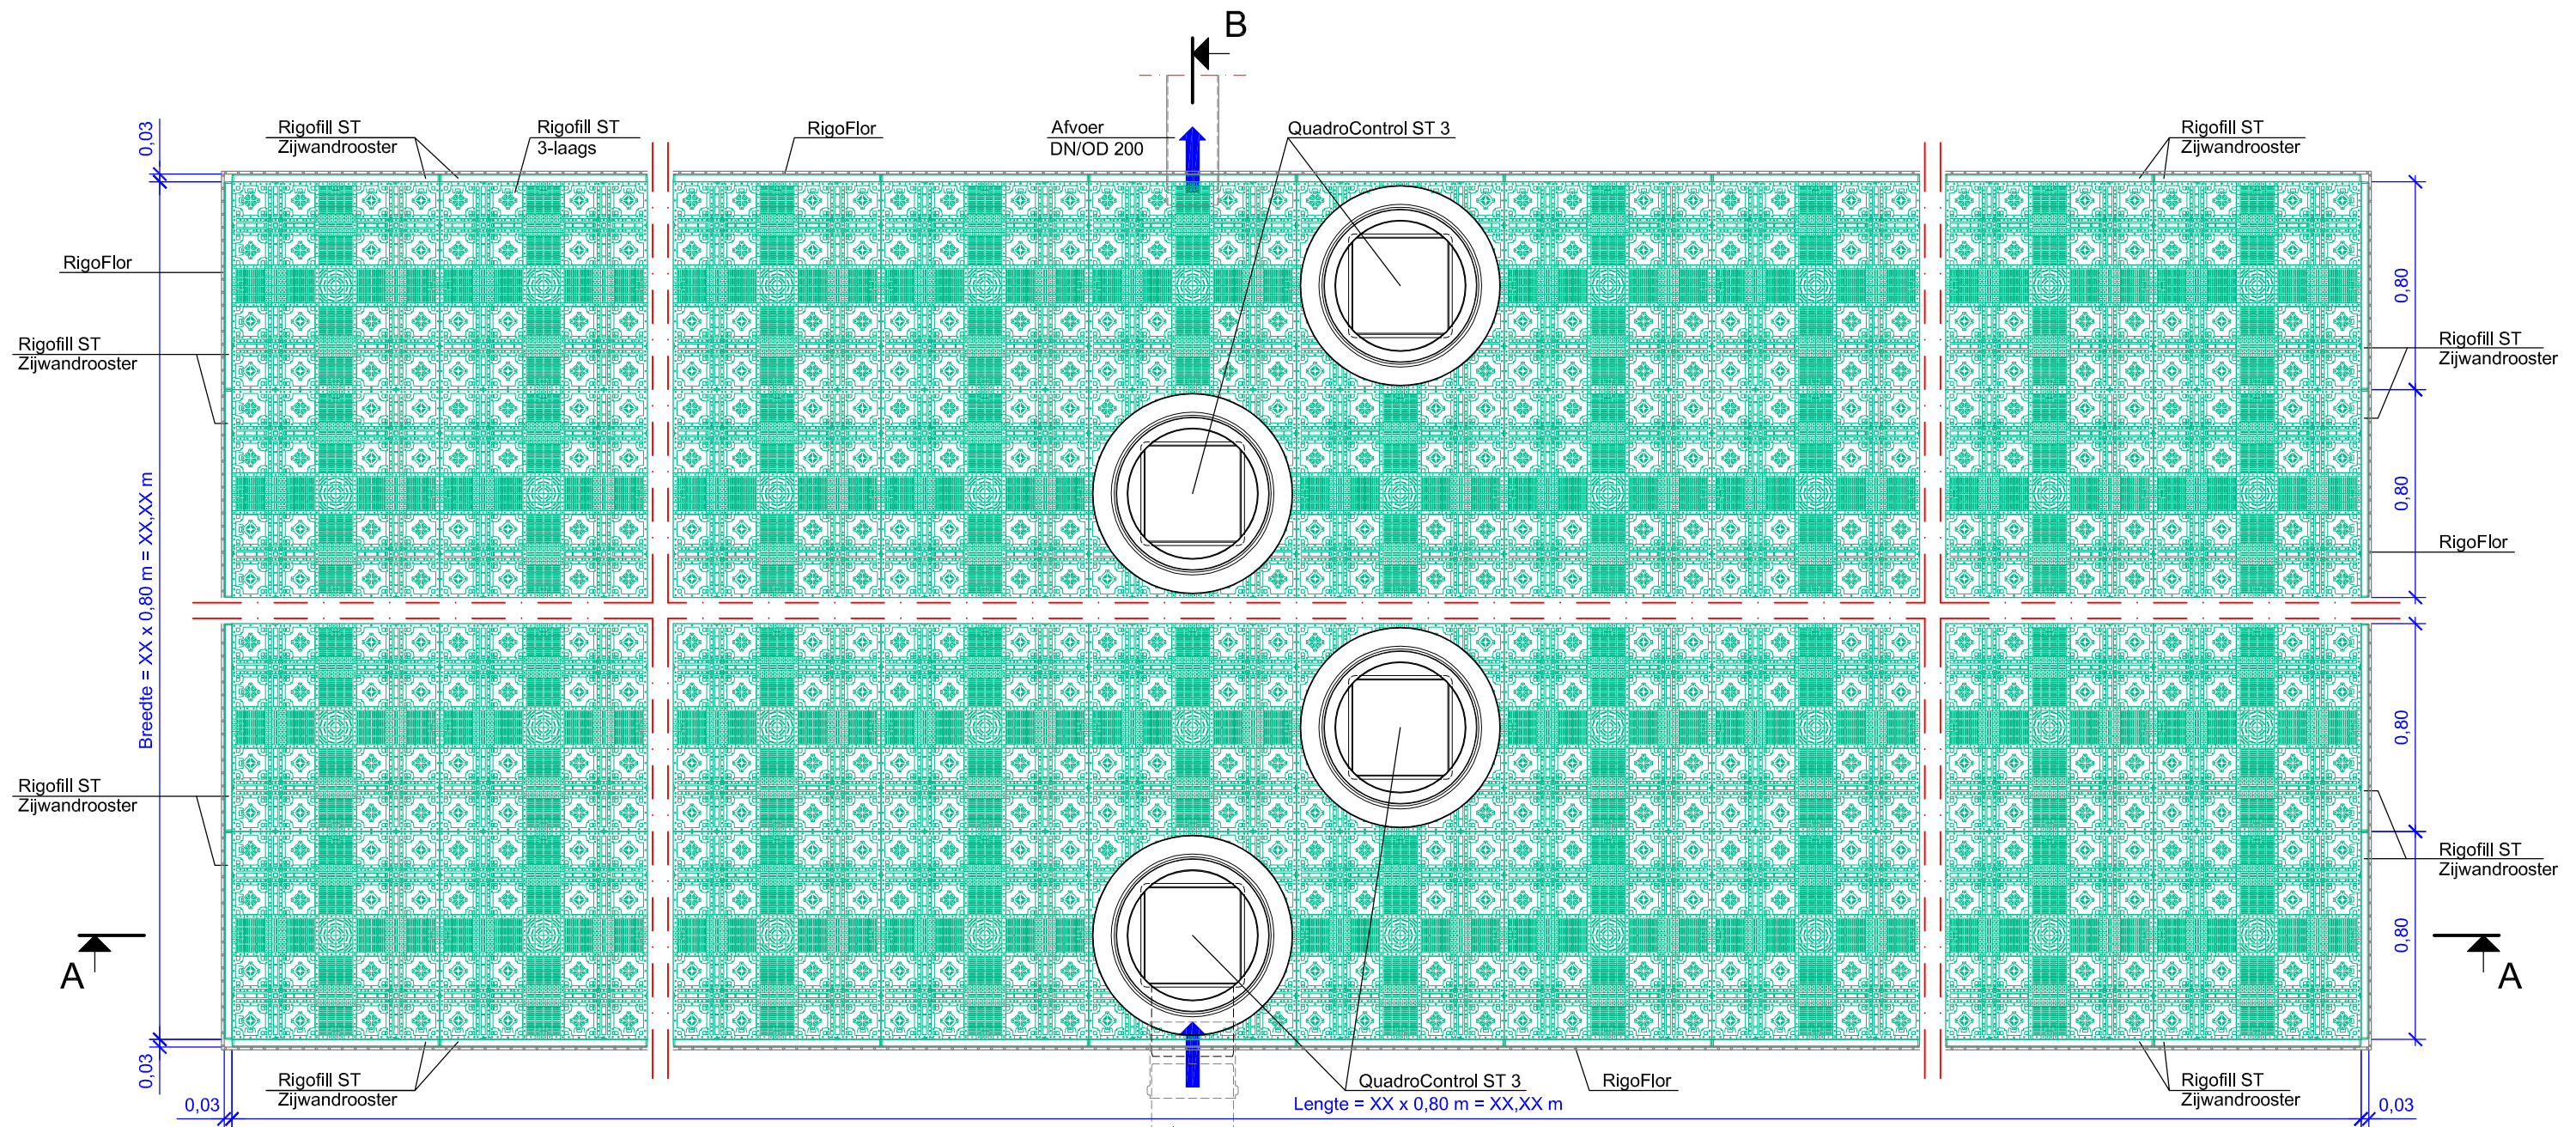 B
0,03
Rigofill ST
Zijwandrooster
Rigofill ST
3-laags
RigoFlor
Afvoer
DN/OD 200
QuadroControl ST 3
Rigofill ST
Zijwandrooster
RigoFlor
0,80
Rigofill ST
Zijwandrooster
Rigofill ST
Zijwandrooster
0,80
Breedte = XX x 0,80 m = XX,XX m
RigoFlor
0,80
Rigofill ST
Zijwandrooster
Rigofill ST
Zijwandrooster
0,80
A
A
0,03
Rigofill ST
Zijwandrooster
QuadroControl ST 3
RigoFlor
Rigofill ST
Zijwandrooster
0,03
Lengte = XX x 0,80 m = XX,XX m
0,03